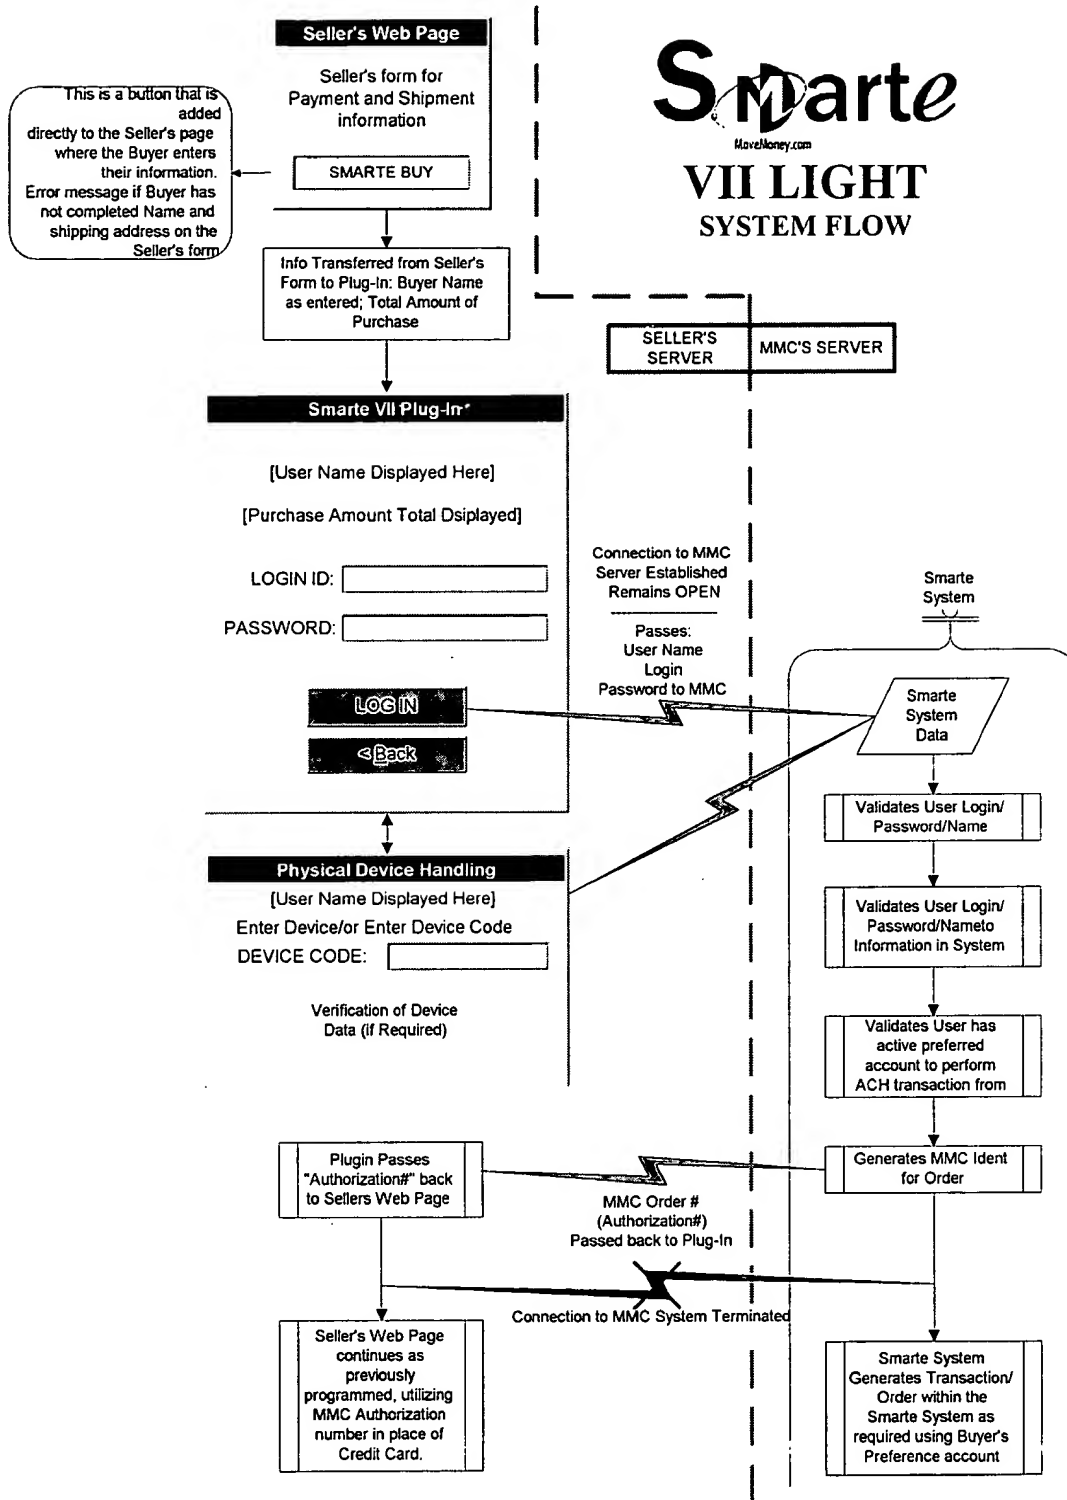 Seller's Web Page
Seller's form for
Payment and Shipment
information
SMARTE BUY
This is a button that is
added
directly to the Seller's page
where the Buyer enters
their information.
Error message if Buyer has
not completed Name and
shipping address on the
Seller's form
Smarte
MoveMoney.com
VII LIGHT
SYSTEM FLOW
Info Transferred from Seller's
Form to Plug-In: Buyer Name
as entered; Total Amount of
Purchase
SELLER'S
SERVER
MMC'S SERVER
Smarte VII Plug-In"
[User Name Displayed Here]
[Purchase Amount Total Dsiplayed]
LOGIN ID:
PASSWORD:
LOG IN
< Back
Connection to MMC
Server Established
Remains OPEN
Passes:
User Name
Login
Password to MMC
Smarte
System
Smarte
System
Data
Validates User Login/
Password/Name
Physical Device Handling
[User Name Displayed Here]
Enter Device/or Enter Device Code
DEVICE CODE:
Verification of Device
Data (if Required)
Validates User Login/
Password/Nameto
Information in System
Validates User has
active preferred
account to perform
ACH transaction from
Generates MMC Ident
for Order
Plugin Passes
"Authorization#" back
to Sellers Web Page
MMC Order #
(Authorization#)
Passed back to Plug-In
Connection to MMC System Terminated
Seller's Web Page
continues as
previously
programmed, utilizing
MMC Authorization
number in place of
Credit Card.
Smarte System
Generates Transaction/
Order within the
Smarte System as
required using Buyer's
Preference account